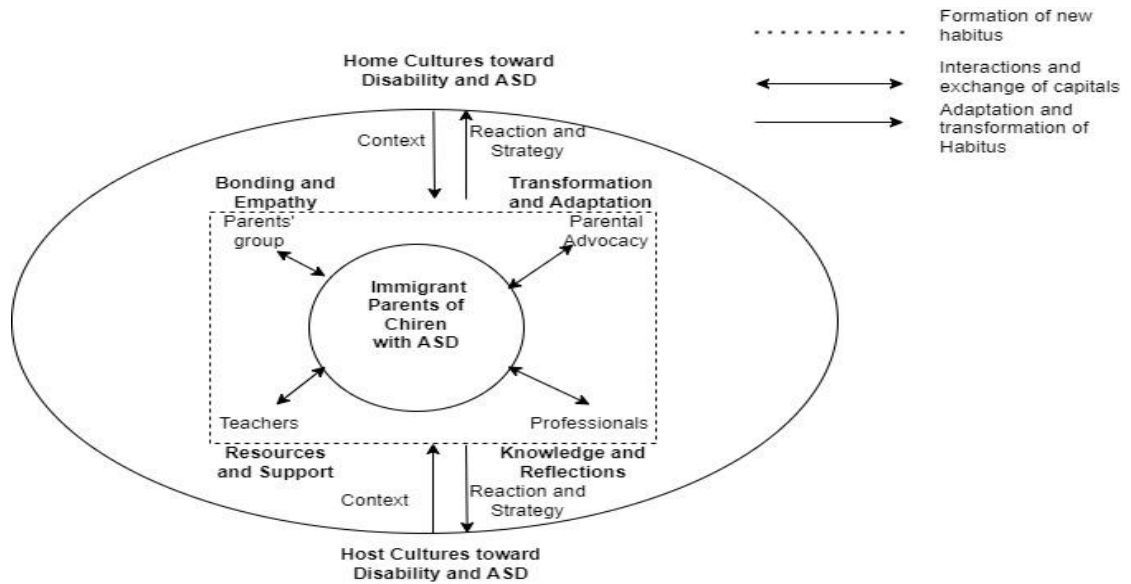 Formation of new
habitus
Interactions and
exchange of capitals
Adaptation and
transformation of
Habitus
Home Cultures toward
Disability and ASD
Context
Reaction and
Strategy
Bonding and
Empathy
Parents'
group
Transformation
and Adaptation
Parental
Advocacy
Immigrant
Parents of
Chiren
with ASD
Teachers
Resources
and Support
Professionals
Knowledge and
Reflections
Context
Reaction and
Strategy
Host Cultures toward
Disability and ASD